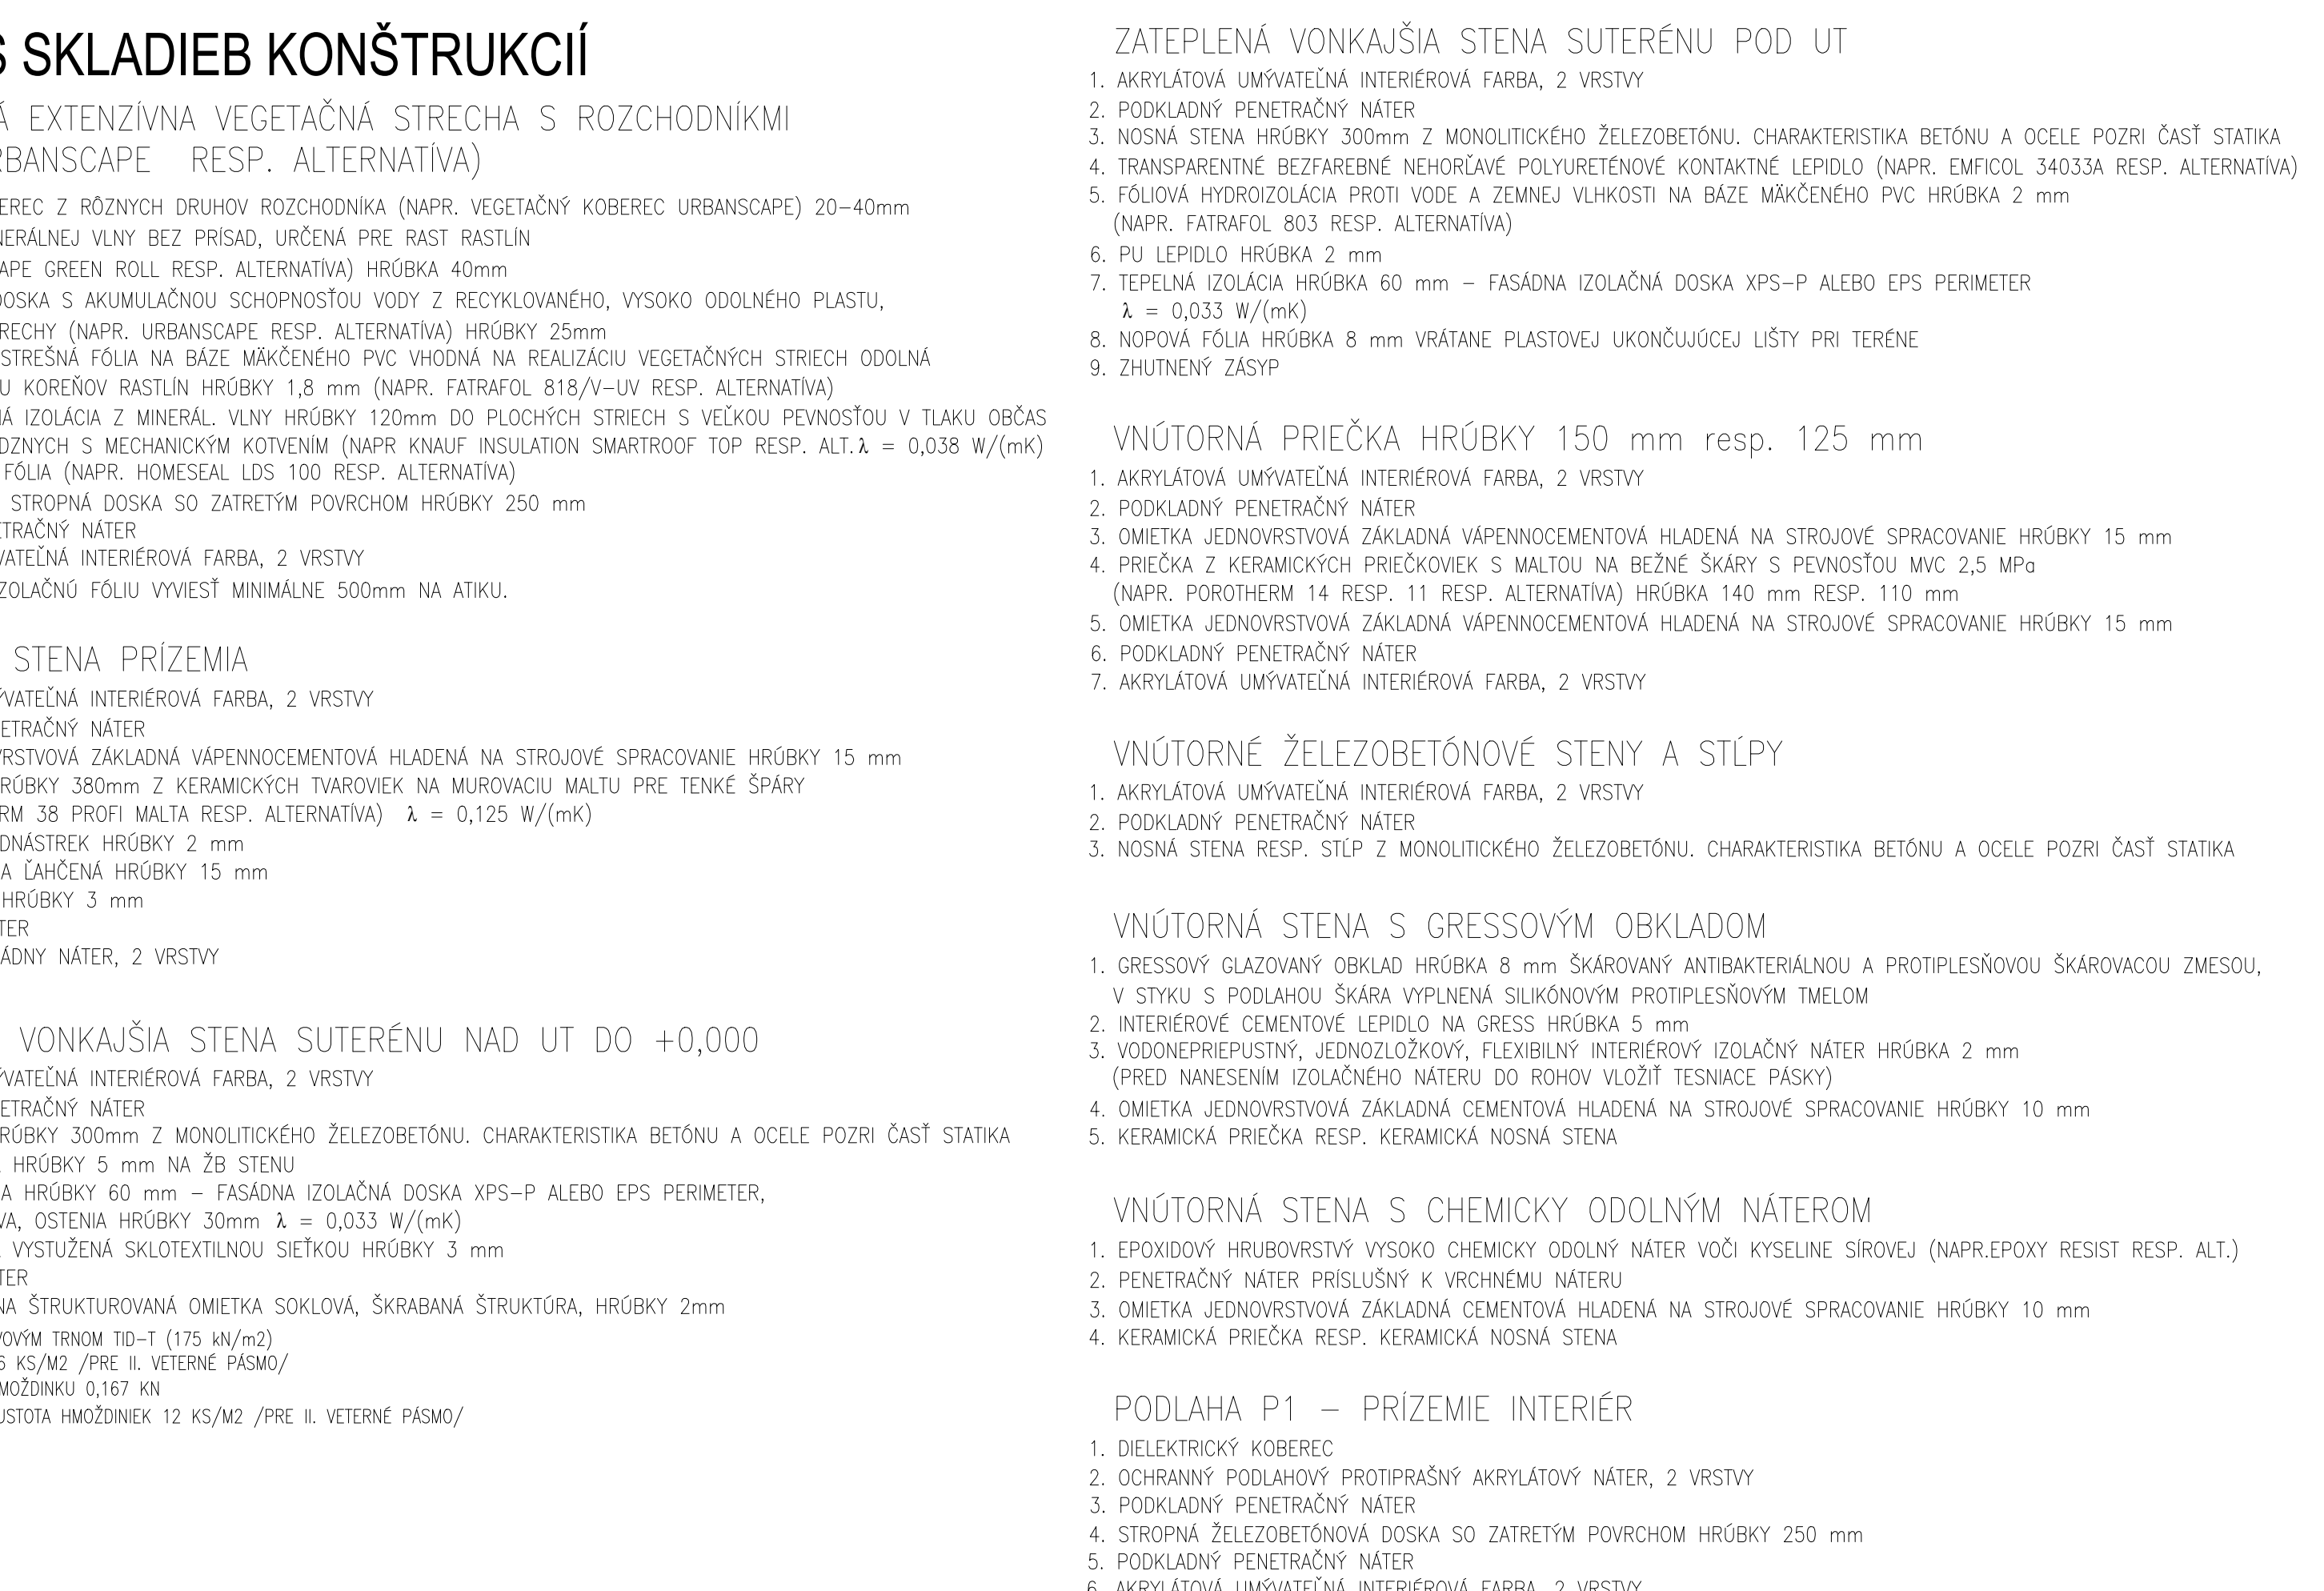 SKLADIEB KONŠTRUKCIÍ
EXTENZÍVNA VEGETAČNÁ STRECHA S ROZCHODNÍKMI
RESP. ALTERNATÍVA)
Z RÔZNYCH DRUHOV ROZCHODNÍKA (NAPR. VEGETAČNÝ KOBEREC URBANSCAPE) 20-40mm
VLNY BEZ PRÍSAD, URČENÁ PRE RAST RASTLÍN
GREEN ROLL RESP. ALTERNATÍVA) HRÚBKA 40mm
DOSKA S AKUMULAČNOU SCHOPNOSŤOU VODY Z RECYKLOVANÉHO, VYSOKO ODOLNÉHO PLASTU,
(NAPR. URBANSCAPE RESP. ALTERNATÍVA) HRÚBKY 25mm
STREŠNÁ FÓLIA NA BÁZE MÄKČENÉHO PVC VHODNÁ NA REALIZÁCIU VEGETAČNÝCH STRIECH ODOLNÁ
U KOREŇOV RASTLÍN HRÚBKY 1,8 mm (NAPR. FATRAFOL 818/V-UV RESP. ALTERNATÍVA)
IZOLÁCIA Z MINERÁL. VLNY HRÚBKY 120mm DO PLOCHÝCH STRIECH S VEĽKOU PEVNOSŤOU V TLAKU OBČAS
DZNYCH S MECHANICKÝM KOTVENÍM (NAPR KNAUF INSULATION SMARTROOF TOP RESP. ALT. λ = 0,038 W/(mK)
FÓLIA (NAPR. HOMESEAL LDS 100 RESP. ALTERNATÍVA)
STROPNÁ DOSKA SO ZATRETÝM POVRCHOM HRÚBKY 250 mm
ETRAČNÝ NÁTER
VATEĽNÁ INTERIÉROVÁ FARBA, 2 VRSTVY
ZOLAČNÚ FÓLIU VYVIESŤ MINIMÁLNE 500mm NA ATIKU.
STENA PRÍZEMIA
ÝVATEĽNÁ INTERIÉROVÁ FARBA, 2 VRSTVY
ETRAČNÝ NÁTER
VRSTVOVÁ ZÁKLADNÁ VÁPENNOCEMENTOVÁ HLADENÁ NA STROJOVÉ SPRACOVANIE HRÚBKY 15 mm
RÚBKY 380mm Z KERAMICKÝCH TVAROVIEK NA MUROVACIU MALTU PRE TENKÉ ŠPÁRY
RM 38 PROFI MALTA RESP. ALTERNATÍVA) λ = 0,125 W/(mK)
DNÁSTREK HRÚBKY 2 mm
A ĽAHČENÁ HRÚBKY 15 mm
HRÚBKY 3 mm
TER
ÁDNY NÁTER, 2 VRSTVY
VONKAJŠIA STENA SUTERÉNU NAD UT DO +0,000
ÝVATEĽNÁ INTERIÉROVÁ FARBA, 2 VRSTVY
ETRAČNÝ NÁTER
RÚBKY 300mm Z MONOLITICKÉHO ŽELEZOBETÓNU. CHARAKTERISTIKA BETÓNU A OCELE POZRI ČASŤ STATIKA
HRÚBKY 5 mm NA ŽB STENU
A HRÚBKY 60 mm – FASÁDNA IZOLAČNÁ DOSKA XPS-P ALEBO EPS PERIMETER,
VA, OSTENIA HRÚBKY 30mm λ = 0,033 W/(mK)
VYSTUŽENÁ SKLOTEXTILNOU SIEŤKOU HRÚBKY 3 mm
TER
NA ŠTRUKTUROVANÁ OMIETKA SOKLOVÁ, ŠKRABANÁ ŠTRUKTÚRA, HRÚBKY 2mm
VOVÝM TRNOM TID-T (175 kN/m2)
6 KS/M2 /PRE II. VETERNÉ PÁSMO/
MOŽDINKU 0,167 KN
USTOTA HMOŽDINIEK 12 KS/M2 /PRE II. VETERNÉ PÁSMO/
ZATEPLENÁ VONKAJŠIA STENA SUTERÉNU POD UT
1. AKRYLÁTOVÁ UMÝVATEĽNÁ INTERIÉROVÁ FARBA, 2 VRSTVY
2. PODKLADNÝ PENETRAČNÝ NÁTER
3. NOSNÁ STENA HRÚBKY 300mm Z MONOLITICKÉHO ŽELEZOBETÓNU. CHARAKTERISTIKA BETÓNU A OCELE POZRI ČASŤ STATIKA
4. TRANSPARENTNÉ BEZFAREBNÉ NEHORĽAVÉ POLYURETÉNOVÉ KONTAKTNÉ LEPIDLO (NAPR. EMFICOL 34033A RESP. ALTERNATÍVA)
5. FÓLIOVÁ HYDROIZOLÁCIA PROTI VODE A ZEMNEJ VLHKOSTI NA BÁZE MÄKČENÉHO PVC HRÚBKY 2 mm
(NAPR. FATRAFOL 803 RESP. ALTERNATÍVA)
6. PU LEPIDLO HRÚBKA 2 mm
7. TEPELNÁ IZOLÁCIA HRÚBKA 60 mm – FASÁDNA IZOLAČNÁ DOSKA XPS-P ALEBO EPS PERIMETER
λ = 0,033 W/(mK)
8. NOPOVÁ FÓLIA HRÚBKA 8 mm VRÁTANE PLASTOVEJ UKONČUJÚCEJ LIŠTY PRI TERÉNE
9. ZHUTNENÝ ZÁSYP
VNÚTORNÁ PRIEČKA HRÚBKY 150 mm resp. 125 mm
1. AKRYLÁTOVÁ UMÝVATEĽNÁ INTERIÉROVÁ FARBA, 2 VRSTVY
2. PODKLADNÝ PENETRAČNÝ NÁTER
3. OMIETKA JEDNOVRSTVOVÁ ZÁKLADNÁ VÁPENNOCEMENTOVÁ HLADENÁ NA STROJOVÉ SPRACOVANIE HRÚBKY 15 mm
4. PRIEČKA Z KERAMICKÝCH PRIEČKOVIEK S MALTOU NA BEŽNÉ ŠKÁRY S PEVNOSŤOU MVC 2,5 MPa
(NAPR. POROTHERM 14 RESP. 11 RESP. ALTERNATÍVA) HRÚBKA 140 mm RESP. 110 mm
5. OMIETKA JEDNOVRSTVOVÁ ZÁKLADNÁ VÁPENNOCEMENTOVÁ HLADENÁ NA STROJOVÉ SPRACOVANIE HRÚBKY 15 mm
6. PODKLADNÝ PENETRAČNÝ NÁTER
7. AKRYLÁTOVÁ UMÝVATEĽNÁ INTERIÉROVÁ FARBA, 2 VRSTVY
VNÚTORNÉ ŽELEZOBETÓNOVÉ STENY A STĹPY
1. AKRYLÁTOVÁ UMÝVATEĽNÁ INTERIÉROVÁ FARBA, 2 VRSTVY
2. PODKLADNÝ PENETRAČNÝ NÁTER
3. NOSNÁ STENA RESP. STĹP Z MONOLITICKÉHO ŽELEZOBETÓNU. CHARAKTERISTIKA BETÓNU A OCELE POZRI ČASŤ STATIKA
VNÚTORNÁ STENA S GRESSOVÝM OBKLADOM
1. GRESSOVÝ GLAZOVANÝ OBKLAD HRÚBKA 8 mm ŠKÁROVANÝ ANTIBAKTERIÁLNOU A PROTIPLESŇOVOU ŠKÁROVACOU ZMESOU,
V STYKU S PODLAHOU ŠKÁRA VYPLNENÁ SILIKÓNOVÝM PROTIPLESŇOVÝM TMELOM
2. INTERIÉROVÉ CEMENTOVÉ LEPIDLO NA GRESS HRÚBKA 5 mm
3. VODONEPRIEPUSTNÝ, JEDNOZLOŽKOVÝ, FLEXIBILNÝ INTERIÉROVÝ IZOLAČNÝ NÁTER HRÚBKA 2 mm
(PRED NANESENÍM IZOLAČNÉHO NÁTERU DO ROHOV VLOŽIŤ TESNIACE PÁSKY)
4. OMIETKA JEDNOVRSTVOVÁ ZÁKLADNÁ CEMENTOVÁ HLADENÁ NA STROJOVÉ SPRACOVANIE HRÚBKY 10 mm
5. KERAMICKÁ PRIEČKA RESP. KERAMICKÁ NOSNÁ STENA
VNÚTORNÁ STENA S CHEMICKY ODOLNÝM NÁTEROM
1. EPOXIDOVÝ HRUBOVRSTVÝ VYSOKO CHEMICKY ODOLNÝ NÁTER VOČI KYSELINE SÍROVEJ (NAPR.EPOXY RESIST RESP. ALT.)
2. PENETRAČNÝ NÁTER PRÍSLUŠNÝ K VRCHNÉMU NÁTERU
3. OMIETKA JEDNOVRSTVOVÁ ZÁKLADNÁ CEMENTOVÁ HLADENÁ NA STROJOVÉ SPRACOVANIE HRÚBKY 10 mm
4. KERAMICKÁ PRIEČKA RESP. KERAMICKÁ NOSNÁ STENA
PODLAHA P1 – PRÍZEMIE INTERIÉR
1. DIELEKTRICKÝ KOBEREC
2. OCHRANNÝ PODLAHOVÝ PROTIPRAŠNÝ AKRYLÁTOVÝ NÁTER, 2 VRSTVY
3. PODKLADNÝ PENETRAČNÝ NÁTER
4. STROPNÁ ŽELEZOBETÓNOVÁ DOSKA SO ZATRETÝM POVRCHOM HRÚBKY 250 mm
5. PODKLADNÝ PENETRAČNÝ NÁTER
6. AKRYLÁTOVÁ UMÝVATEĽNÁ INTERIÉROVÁ FARBA, 2 VRSTVY